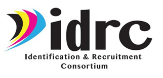 idrc
Identification & Recruitment
Consortium